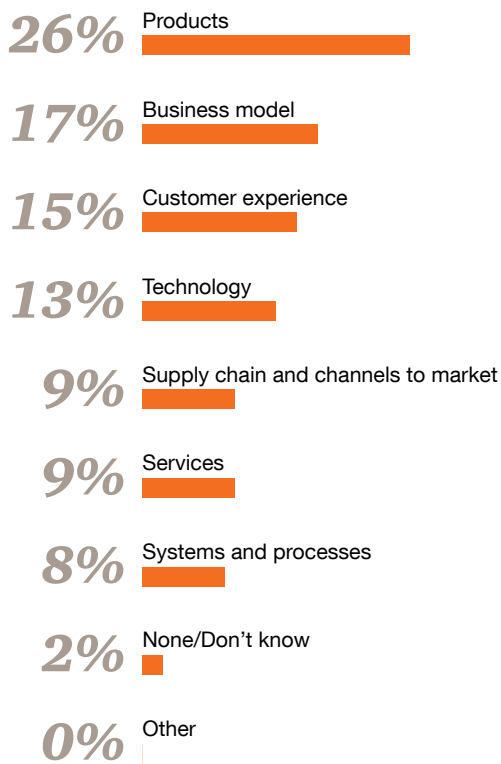 26% Products
17% Business model
15% Customer experience
13% Technology
9% Supply chain and channels to market
9% Services
8% Systems and processes
2% None/Don’t know
0% Other